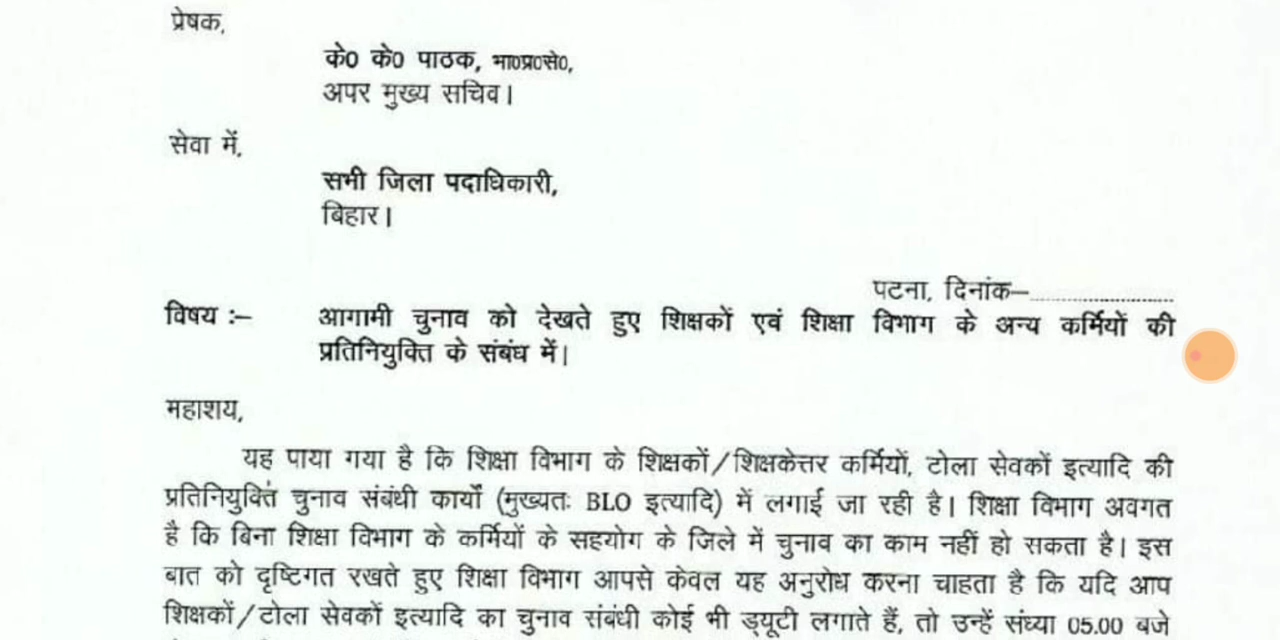 प्रेषक,
के0 के0 पाठक, भा0प्र0से0,
अपर मुख्य सचिव।
सेवा में,
सभी जिला पदाधिकारी,
बिहार।
पटना, दिनांक–........................
विषय :– आगामी चुनाव को देखते हुए शिक्षकों एवं शिक्षा विभाग के अन्य कर्मियों की
प्रतिनियुक्ति के संबंध में।
महाशय,
यह पाया गया है कि शिक्षा विभाग के शिक्षकों/शिक्षकेत्तर कर्मियों, टोला सेवकों इत्यादि की
प्रतिनियुक्ति चुनाव संबंधी कार्यों (मुख्यतः BLO इत्यादि) में लगाई जा रही है। शिक्षा विभाग अवगत
है कि बिना शिक्षा विभाग के कर्मियों के सहयोग के जिले में चुनाव का काम नहीं हो सकता है। इस
बात को दृष्टिगत रखते हुए शिक्षा विभाग आपसे केवल यह अनुरोध करना चाहता है कि यदि आप
शिक्षकों/टोला सेवकों इत्यादि का चुनाव संबंधी कोई भी ड्यूटी लगाते हैं, तो उन्हें संध्या 05.00 बजे